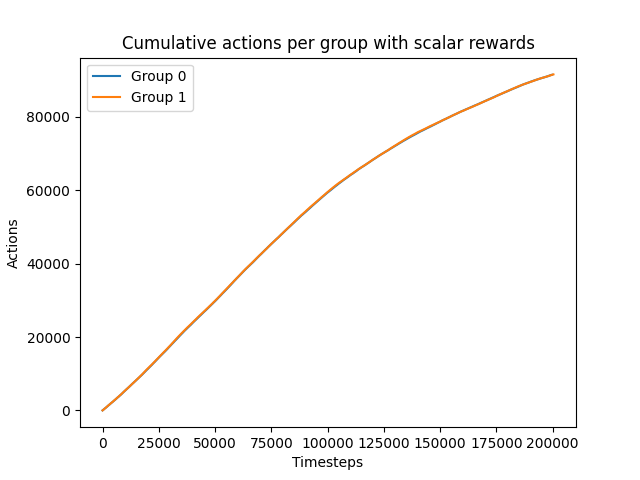 Cumulative actions per group with scalar rewards
Group 0
Group 1
80000
60000
40000
20000
0
Actions
0 25000 50000 75000 100000 125000 150000 175000 200000
Timesteps